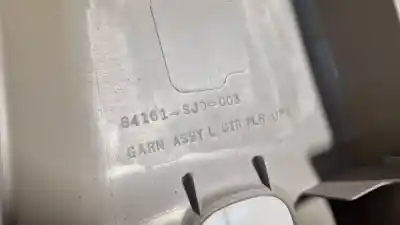 84161-SJD-003
GARN ASSY L CTR PLR UPR